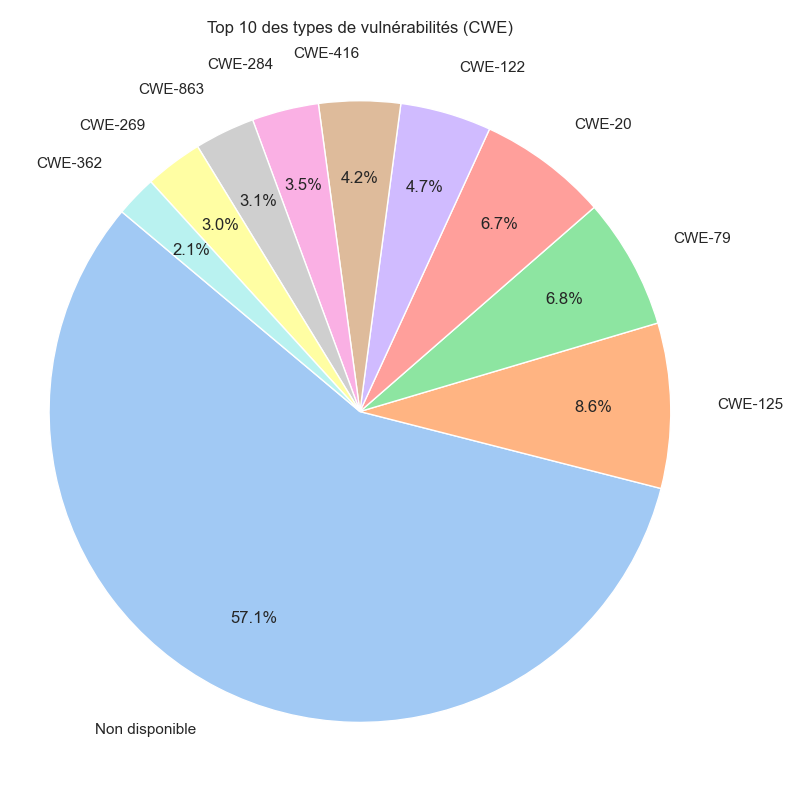 Top 10 des types de vulnérabilités (CWE)
CWE-416
CWE-284
CWE-122
CWE-863
CWE-269
CWE-20
CWE-362
4.2%
3.5%
4.7%
3.1%
3.0%
6.7%
2.1%
CWE-79
6.8%
CWE-125
8.6%
57.1%
Non disponible